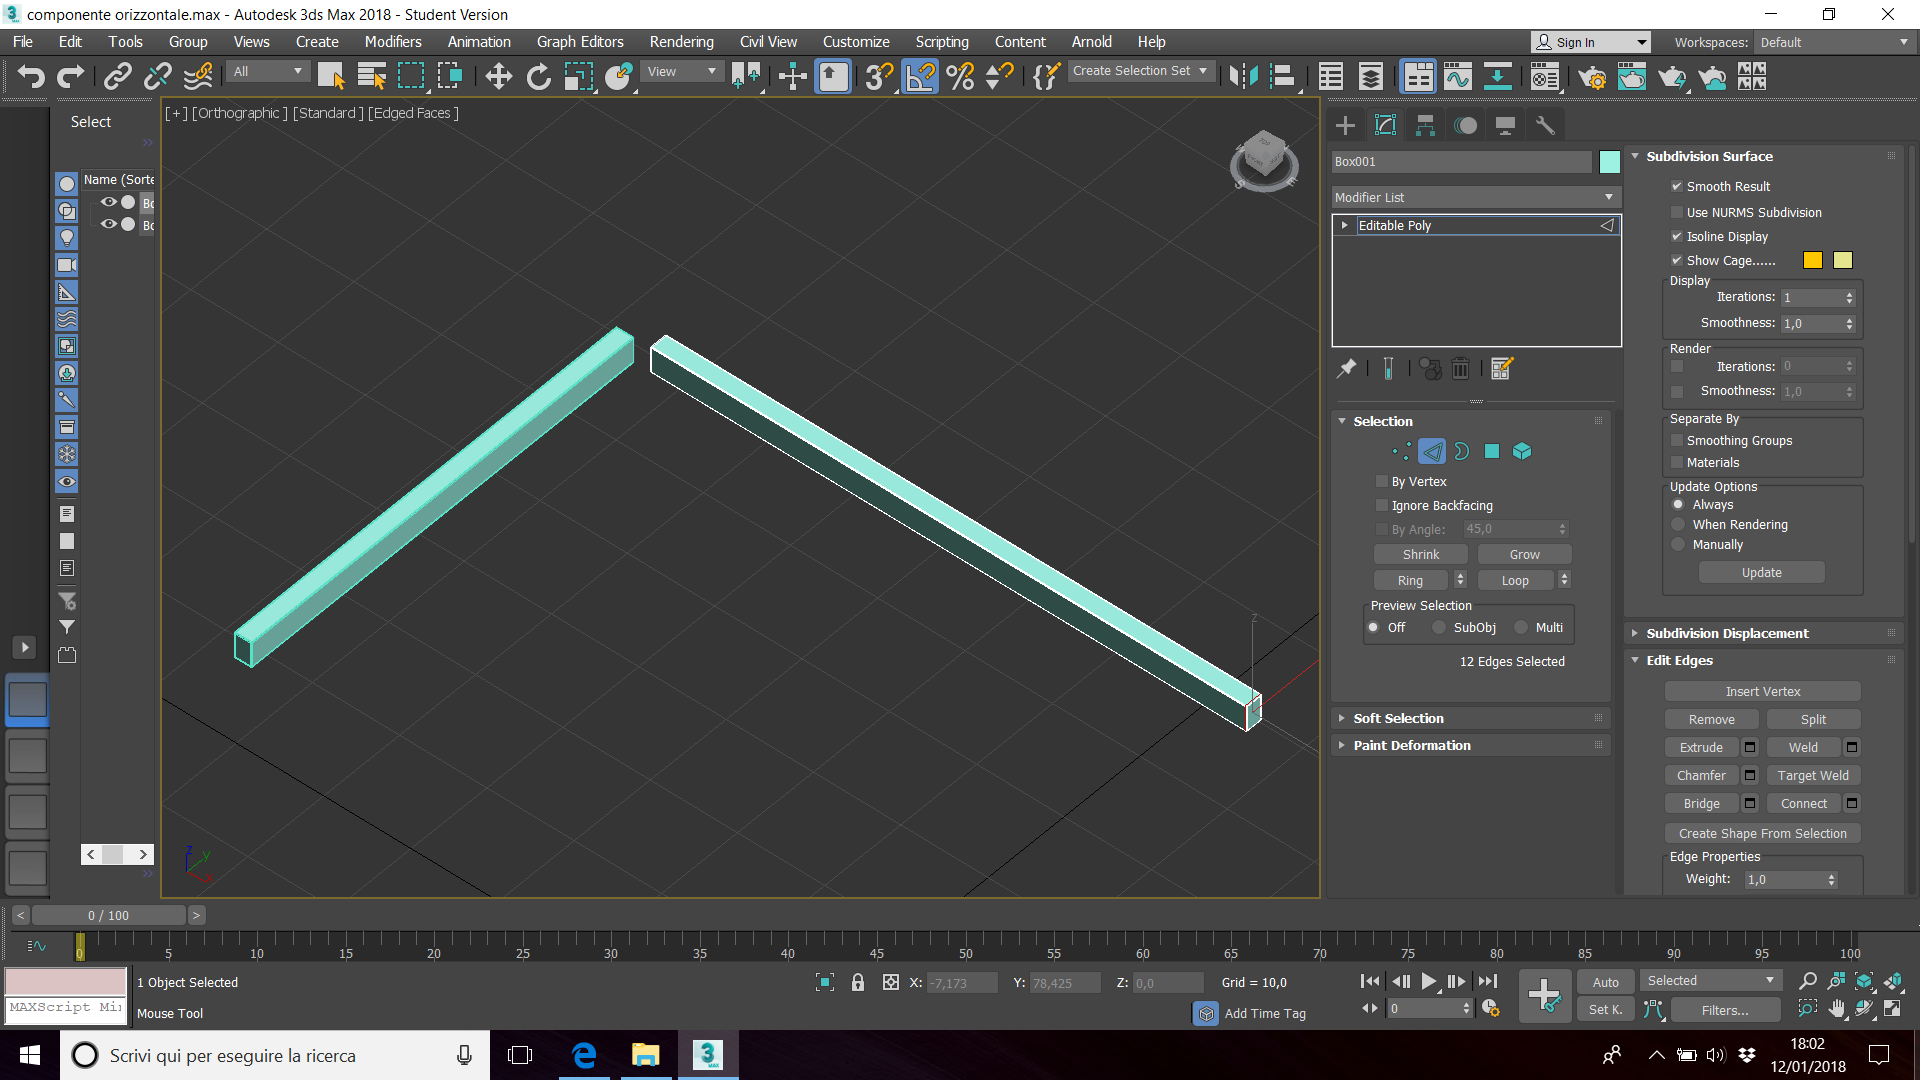 componente orizzontale.max - Autodesk 3ds Max 2018 - Student Version
File Edit Tools Group Views Create Modifiers Animation Graph Editors Rendering Civil View Customize Scripting Content Arnold Help
Sign In Workspaces: Default
All View Create Selection Set
Select
[+] [Orthographic] [Standard] [Edged Faces]
Name (Sorte
Bo
Bo
Box001
Modifier List
Editable Poly
Selection
By Vertex
Ignore Backfacing
By Angle: 45,0
Shrink Grow
Ring Loop
Preview Selection
Off SubObj Multi
12 Edges Selected
Soft Selection
Paint Deformation
Subdivision Surface
Smooth Result
Use NURMS Subdivision
Isoline Display
Show Cage......
Display
Iterations: 1
Smoothness: 1,0
Render
Iterations: 0
Smoothness: 1,0
Separate By
Smoothing Groups
Materials
Update Options
Always
When Rendering
Manually
Update
Subdivision Displacement
Edit Edges
Insert Vertex
Remove Split
Extrude Weld
Chamfer Target Weld
Bridge Connect
Create Shape From Selection
Edge Properties
Weight: 1,0
z
z y x
< 0 / 100 >
0 5 10 15 20 25 30 35 40 45 50 55 60 65 70 75 80 85 90 95 100
1 Object Selected
X: -7,173 Y: 78,425 Z: 0,0 Grid = 10,0
Auto Selected
MAXScript Mi
Mouse Tool
Add Time Tag
0
Set K. Filters...
Scrivi qui per eseguire la ricerca
18:02
12/01/2018